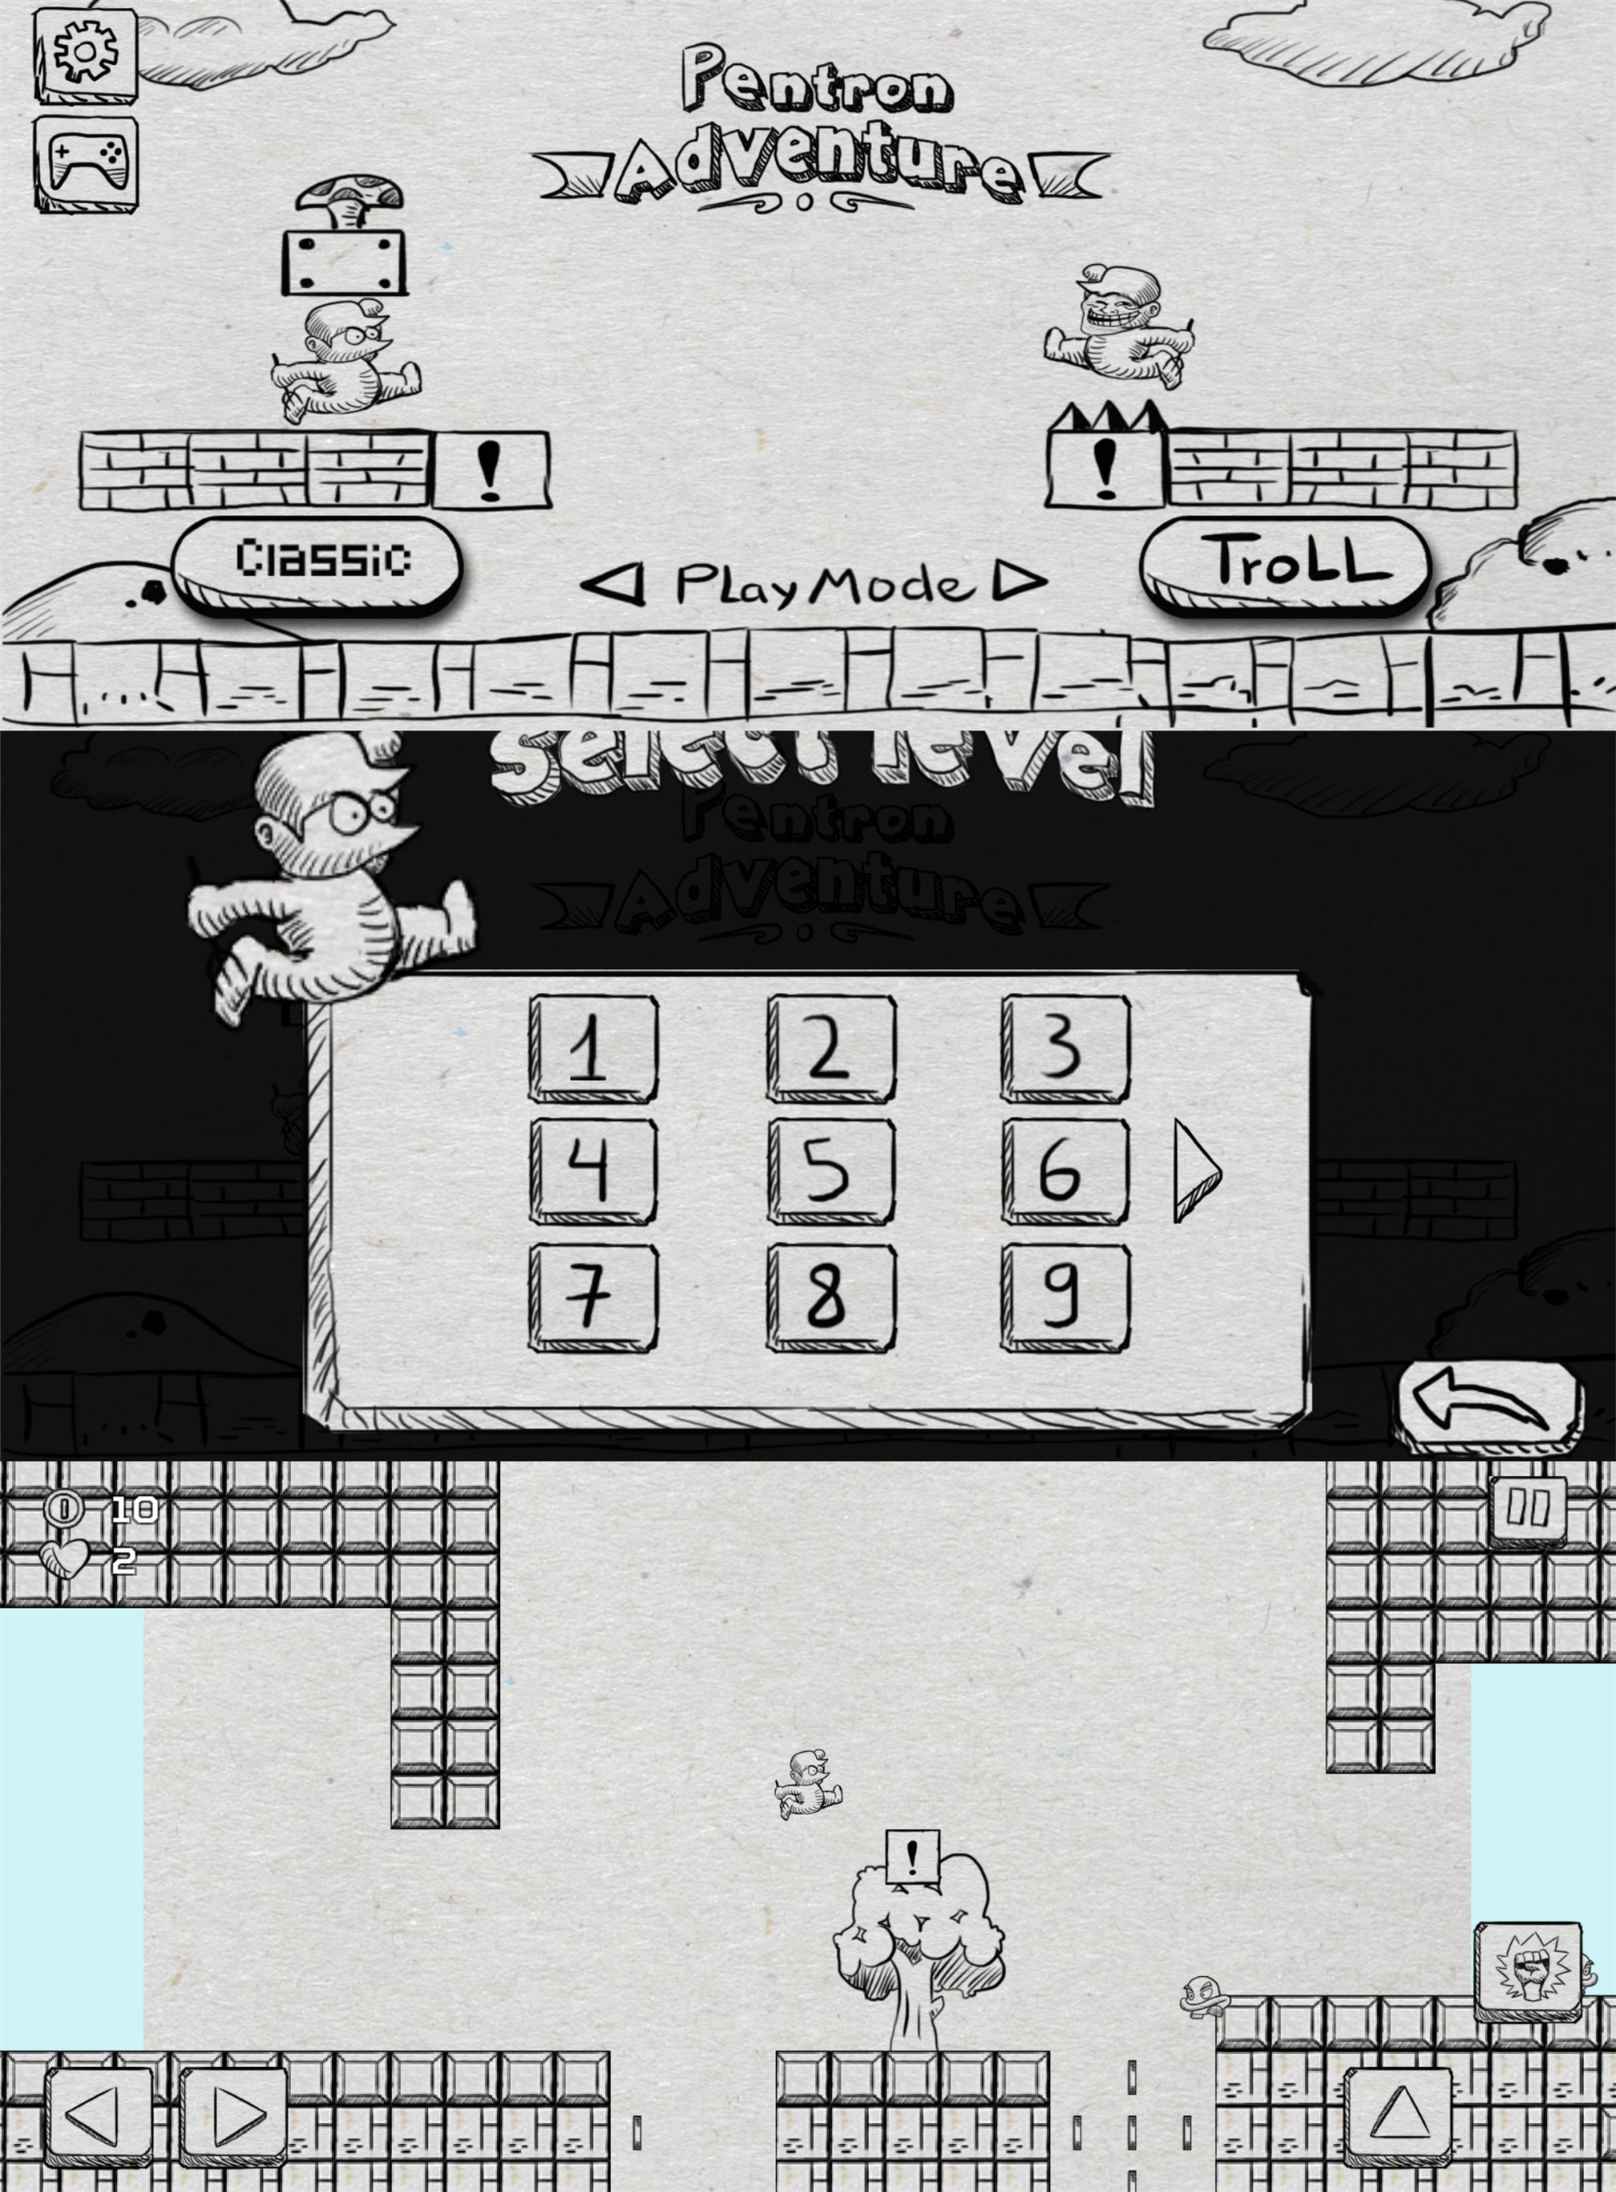 Pentron
Adventure
!
!
Classic
PLay Mode
TroLL
Select level
Pentron
Adventure
1 2 3
4 5 6
7 8 9
10
2
!